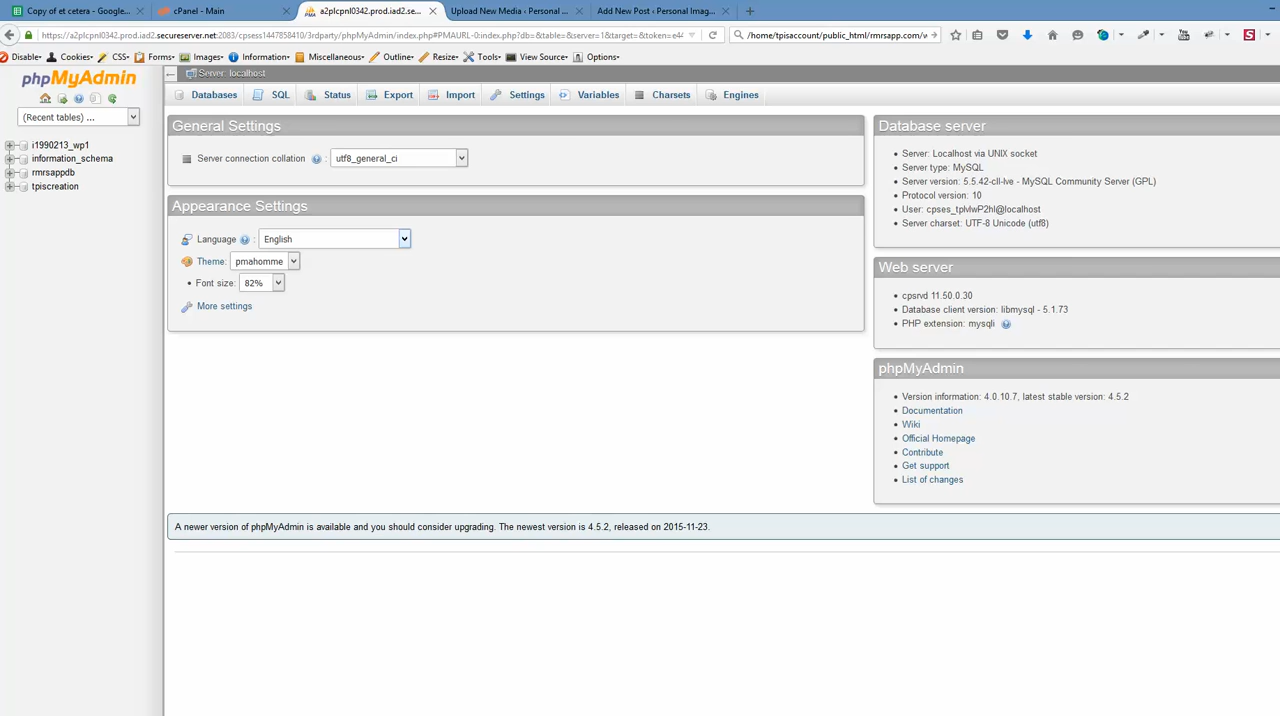 Copy of et cetera - Google...
cPanel - Main
a2plcpnl0342.prod.iad2.se...
Upload New Media ‹ Personal ...
Add New Post ‹ Personal Imag...
https://a2plcpnl0342.prod.iad2.secureserver.net:2083/cpsess1447858410/3rdparty/phpMyAdmin/index.php#PMAURL-0:index.php?db=&table=&server=1&target=&token=e44
/home/tpisaccount/public_html/rmrsapp.com/w
Disable
Cookies
CSS
Forms
Images
Information
Miscellaneous
Outline
Resize
Tools
View Source
Options
phpMyAdmin
(Recent tables) ...
i1990213_wp1
information_schema
rmrsappdb
tpiscreation
Server: localhost
Databases
SQL
Status
Export
Import
Settings
Variables
Charsets
Engines
General Settings
Server connection collation : utf8_general_ci
Appearance Settings
Language : English
Theme: pmahomme
Font size: 82%
More settings
Database server
Server: Localhost via UNIX socket
Server type: MySQL
Server version: 5.5.42-cll-lve - MySQL Community Server (GPL)
Protocol version: 10
User: cpses_tplvlwP2hl@localhost
Server charset: UTF-8 Unicode (utf8)
Web server
cpsrvd 11.50.0.30
Database client version: libmysql - 5.1.73
PHP extension: mysqli
phpMyAdmin
Version information: 4.0.10.7, latest stable version: 4.5.2
Documentation
Wiki
Official Homepage
Contribute
Get support
List of changes
A newer version of phpMyAdmin is available and you should consider upgrading. The newest version is 4.5.2, released on 2015-11-23.